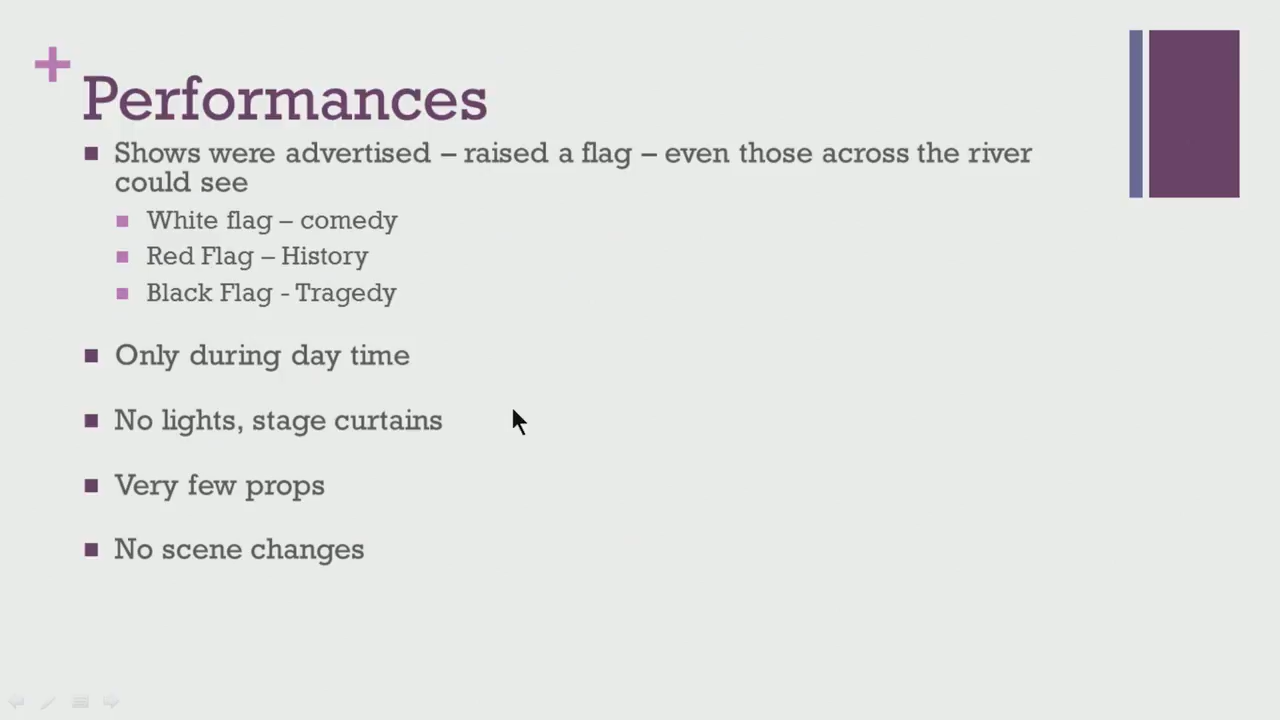 Performances
Shows were advertised – raised a flag – even those across the river
could see
White flag – comedy
Red Flag – History
Black Flag - Tragedy
Only during day time
No lights, stage curtains
Very few props
No scene changes